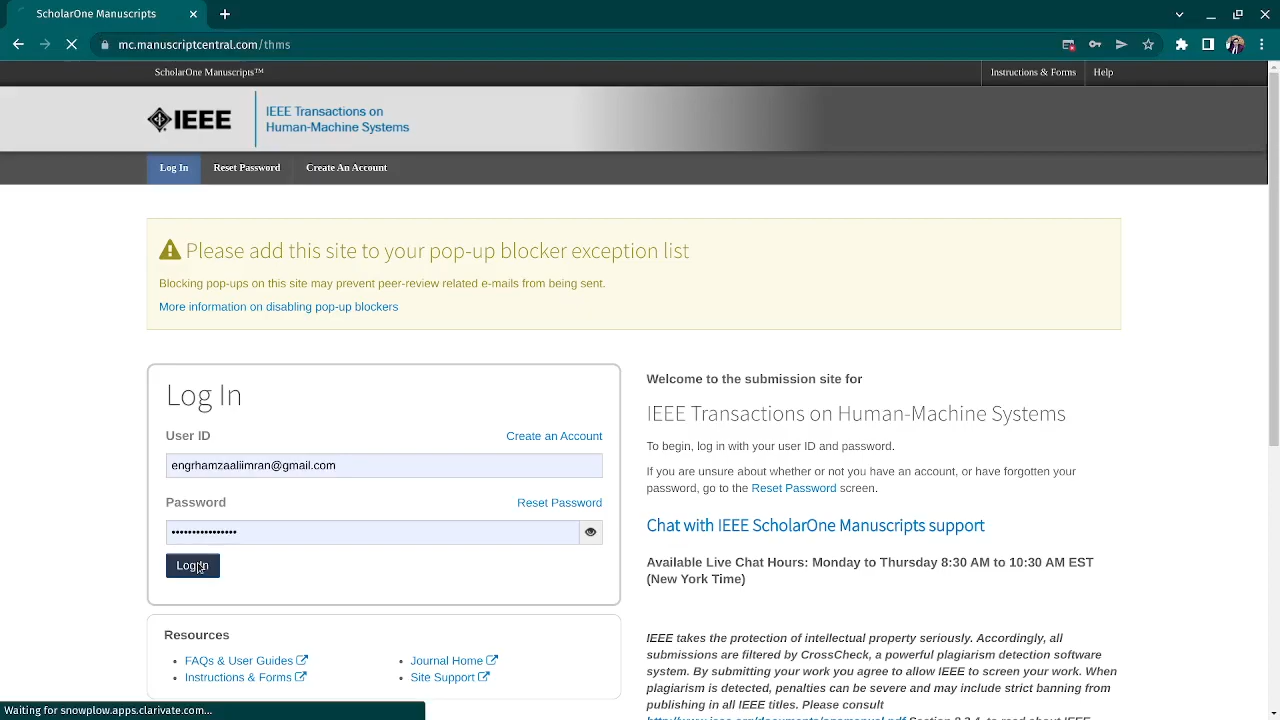 ScholarOne Manuscripts
mc.manuscriptcentral.com/thms
ScholarOne Manuscripts™
Instructions & Forms
Help
IEEE
IEEE Transactions on
Human-Machine Systems
Log In
Reset Password
Create An Account
Please add this site to your pop-up blocker exception list
Blocking pop-ups on this site may prevent peer-review related e-mails from being sent.
More information on disabling pop-up blockers
Log In
User ID
Create an Account
engrhamzaaliimran@gmail.com
Password
Reset Password
••••••••••••••••
Log In
Resources
• FAQs & User Guides
• Journal Home
• Instructions & Forms
• Site Support
Welcome to the submission site for
IEEE Transactions on Human-Machine Systems
To begin, log in with your user ID and password.
If you are unsure about whether or not you have an account, or have forgotten your
password, go to the Reset Password screen.
Chat with IEEE ScholarOne Manuscripts support
Available Live Chat Hours: Monday to Thursday 8:30 AM to 10:30 AM EST
(New York Time)
IEEE takes the protection of intellectual property seriously. Accordingly, all
submissions are filtered by CrossCheck, a powerful plagiarism detection software
system. By submitting your work you agree to allow IEEE to screen your work. When
plagiarism is detected, penalties can be severe and may include strict banning from
publishing in all IEEE titles. Please consult
Waiting for snowplow.apps.clarivate.com...